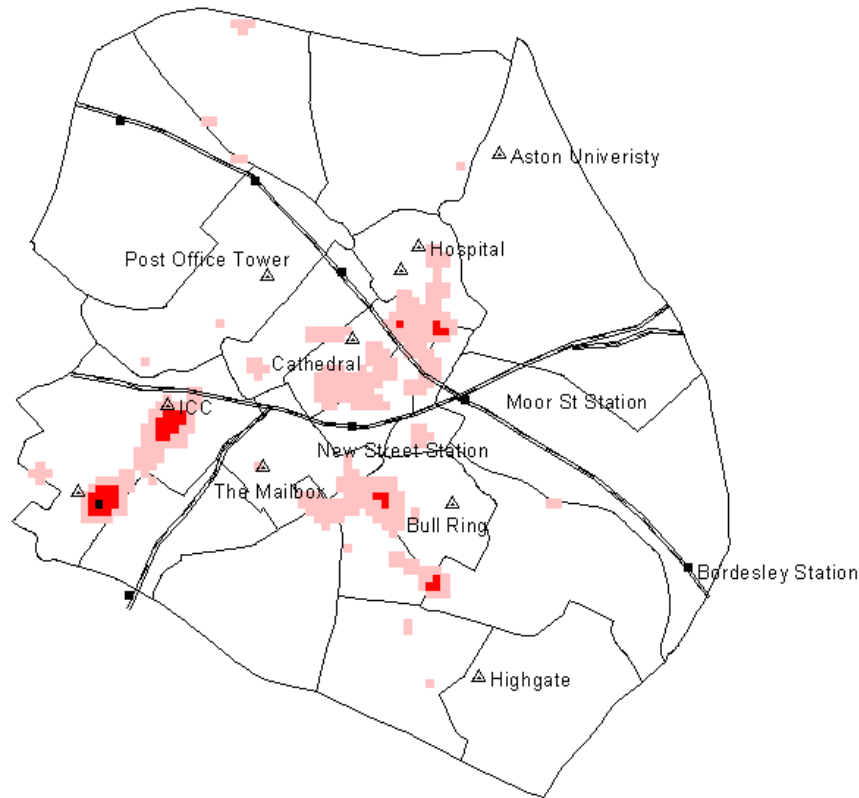 Aston Univeristy
Hospital
Post Office Tower
Cathedral
ICC
Moor St Station
New Street Station
The Mailbox
Bull Ring
Bordesley Station
Highgate